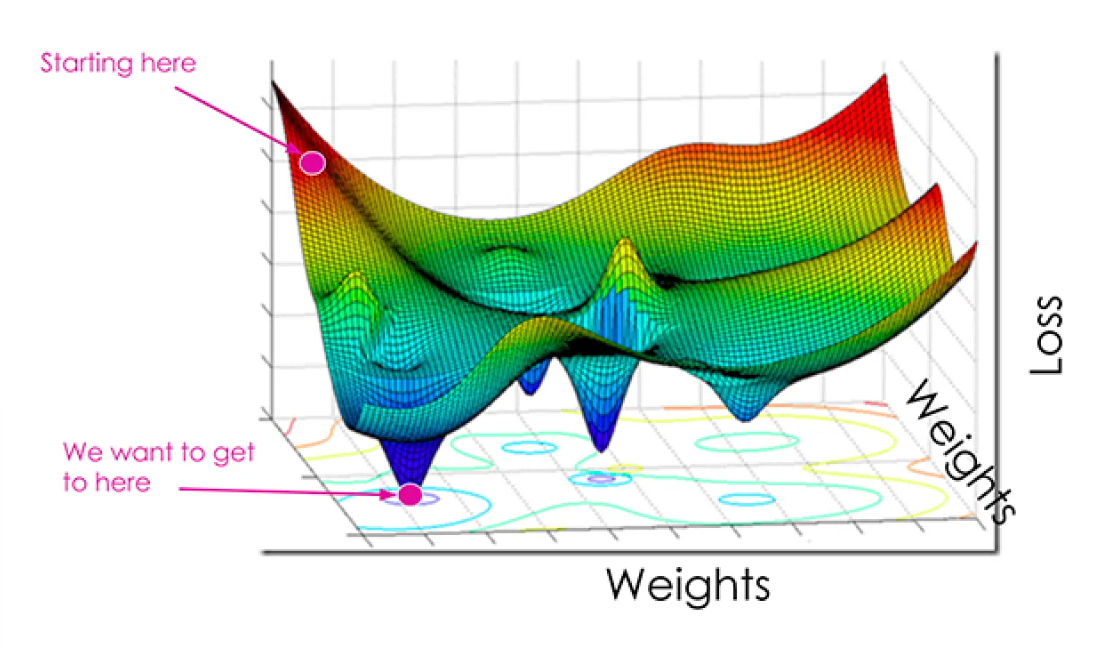 Starting here
We want to get
to here
Loss
Weights
Weights